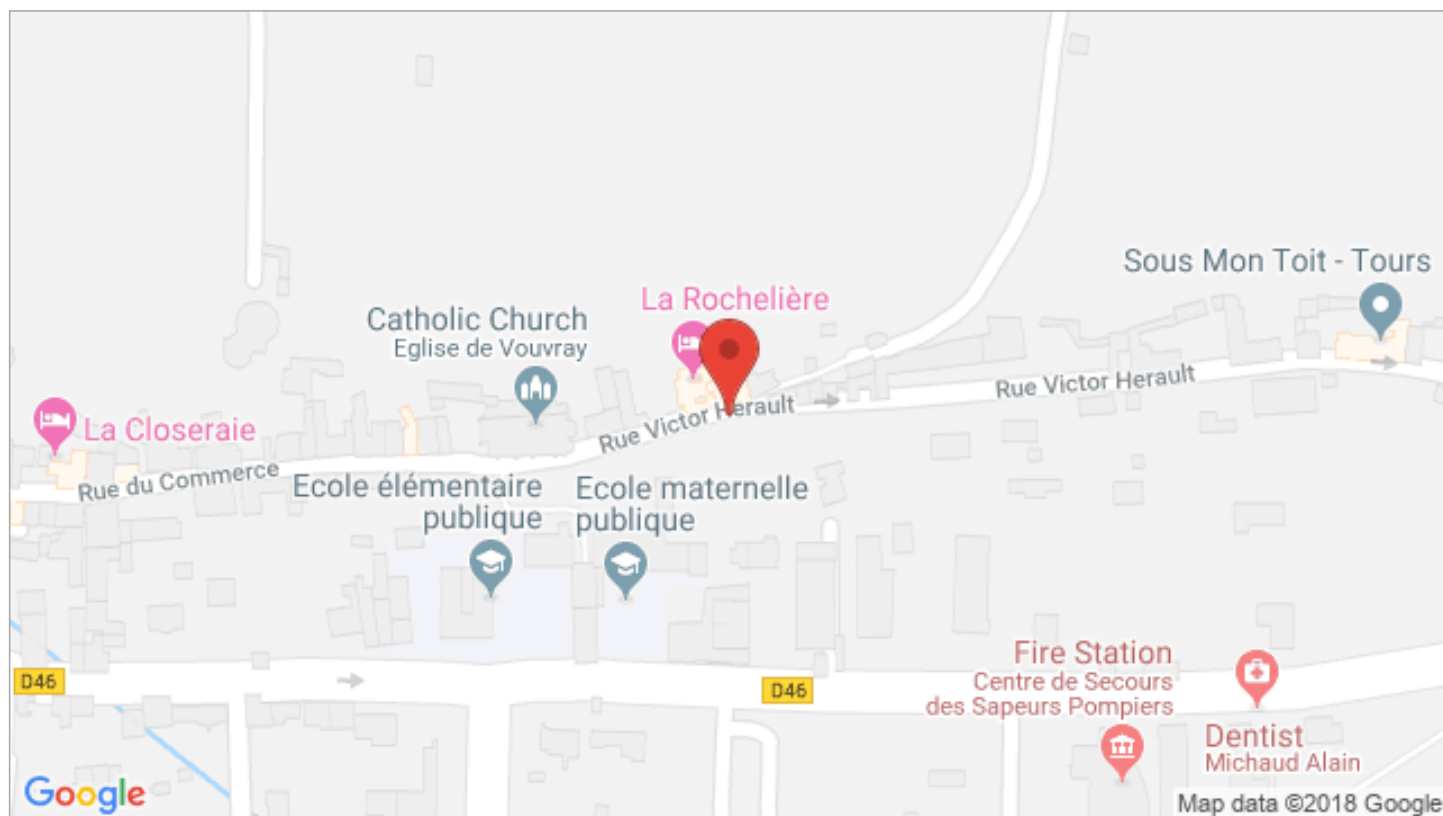 Sous Mon Toit - Tours
La Rochelière
Catholic Church
Eglise de Vouvray
Rue Victor Herault
Rue Victor Herault
La Closeraie
Rue du Commerce
Ecole élémentaire
publique
Ecole maternelle
publique
Fire Station
Centre de Secours
des Sapeurs Pompiers
D46
D46
Dentist
Michaud Alain
Google
Map data ©2018 Google